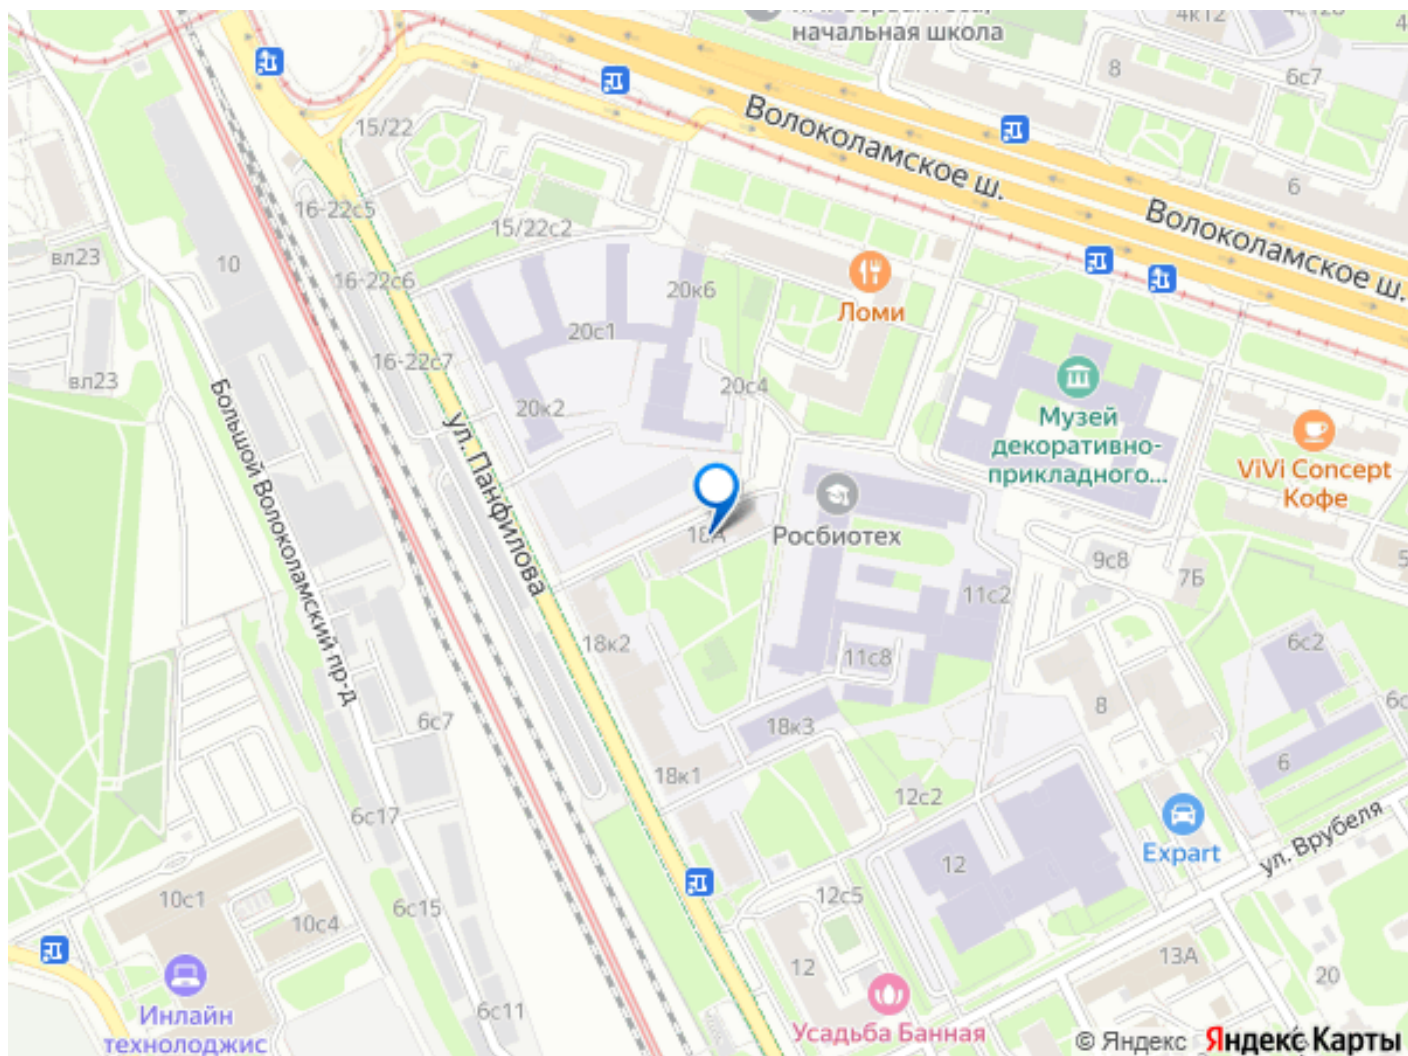 начальная школа
4к12
8
6с7
15/22
Волоколамское ш.
6
Волоколамское ш.
16-22с5
15/22с2
вл23
10
16-22с6
20к6
Ломи
20с1
16-22с7
вл23
20с4
20к2
Музей
декоративно-
прикладного...
ViVi Concept
Кофе
Большой Волоколамский пр-д
ул. Панфилова
18А
Росбиотех
9с8
7Б
11с2
18к2
11с8
6с2
8
6с7
18к3
6
18к1
12с2
6с17
Expart
ул. Врубеля
12
10с1
6с15
12с5
10с4
12
13А
20
6с11
Инлайн
технолоджис
Усадьба Банная
© Яндекс Яндекс Карты